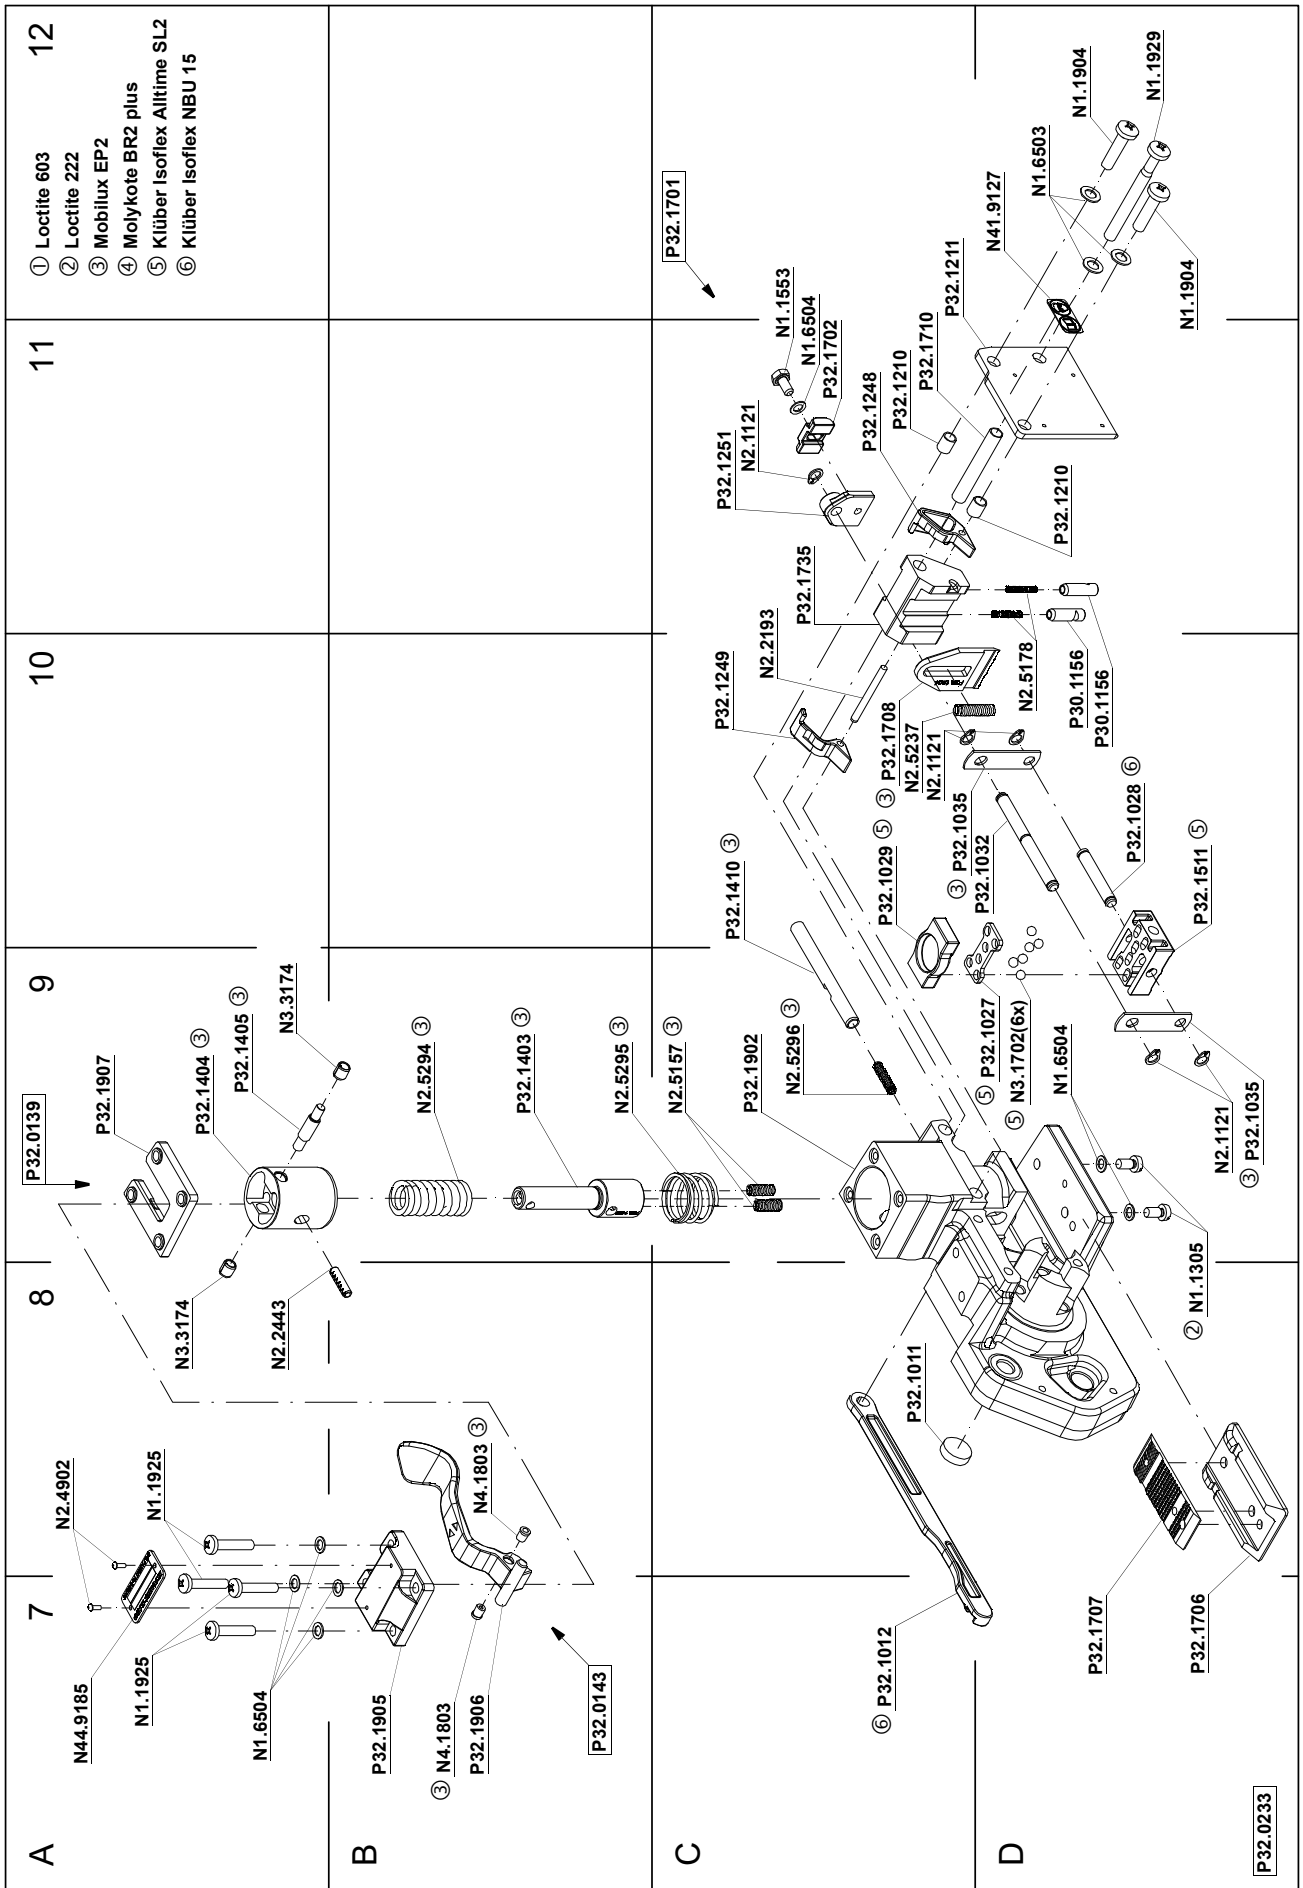 A
B
C
D
7
8
9
10
11
12
① Loctite 603
② Loctite 222
③ Mobilux EP2
④ Molykote BR2 plus
⑤ Klüber Isoflex Alltime SL2
⑥ Klüber Isoflex NBU 15
N44.9185
N2.4902
N1.1925
N1.1925
N1.6504
P32.1905
③ N4.1803
P32.1906
N4.1803 ③
P32.0143
P32.0139
P32.1907
P32.1404 ③
P32.1405 ③
N3.3174
N3.3174
N2.2443
N2.5294 ③
P32.1403 ③
N2.5295 ③
N2.5157 ③
P32.1902
N2.5296 ③
P32.1410 ③
P32.1249
N2.2193
P32.1735
P32.1251
N2.1121
N1.1553
N1.6504
P32.1702
P32.1701
P32.1248
P32.1210
P32.1710
P32.1211
N41.9127
N1.6503
N1.1904
N1.1929
N1.1904
P32.1210
③ P32.1708
N2.5237
N2.1121
③ P32.1035
P32.1032
N2.5178
P30.1156
P30.1156
P32.1029 ⑤
⑤ P32.1027
⑤ N3.1702(6x)
P32.1028 ⑥
P32.1511 ⑤
N1.6504
N2.1121
③ P32.1035
② N1.1305
P32.1011
⑥ P32.1012
P32.1707
P32.1706
P32.0233